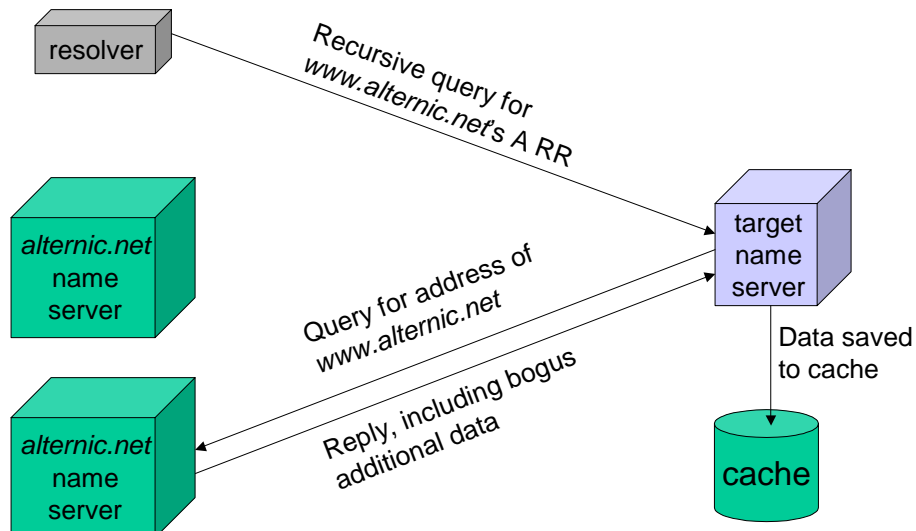 resolver
Recursive query for
www.alternic.net's A RR
alternic.net
name
server
target
name
server
Query for address of
www.alternic.net
Data saved
to cache
Reply, including bogus
additional data
alternic.net
name
server
cache